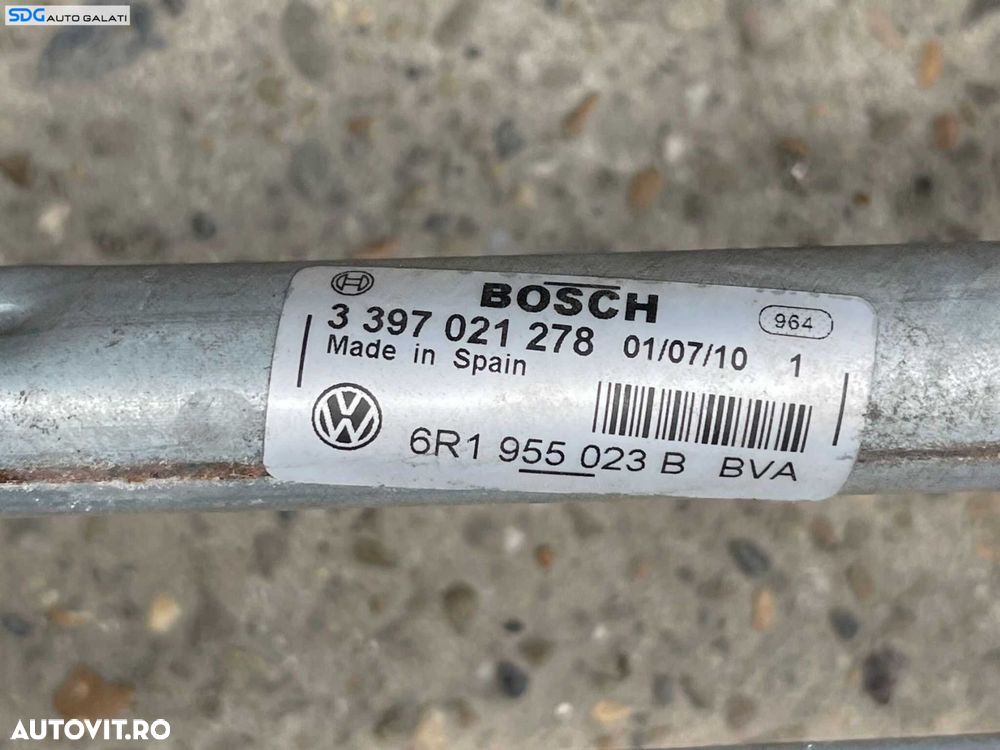 SDG AUTO GALATI
BOSCH
964
3 397 021 278 01/07/10 1
Made in Spain
6R1 955 023 B BVA
AUTOVIT.RO